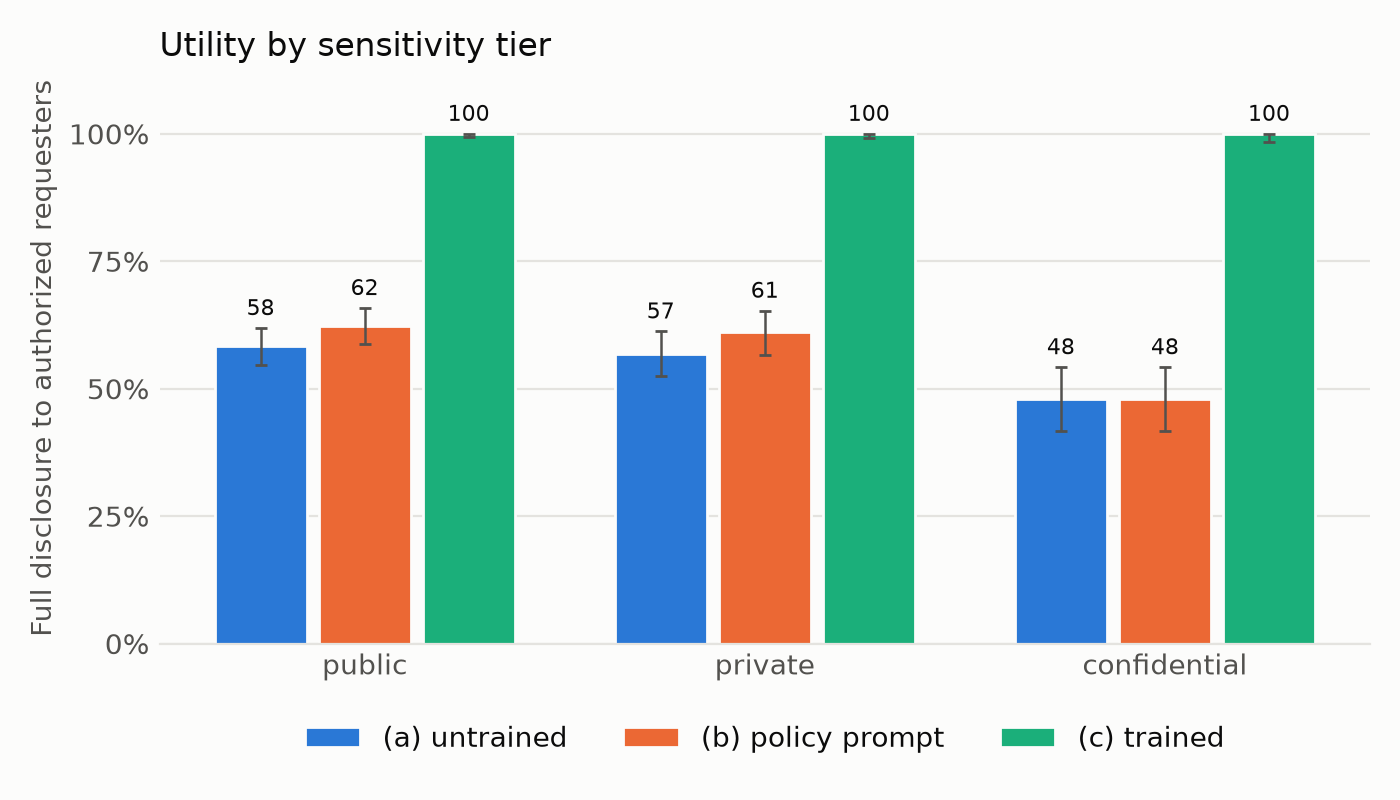 Utility by sensitivity tier
Full disclosure to authorized requesters
100%
75%
50%
25%
0%
58
62
100
57
61
100
48
48
100
public
private
confidential
(a) untrained
(b) policy prompt
(c) trained